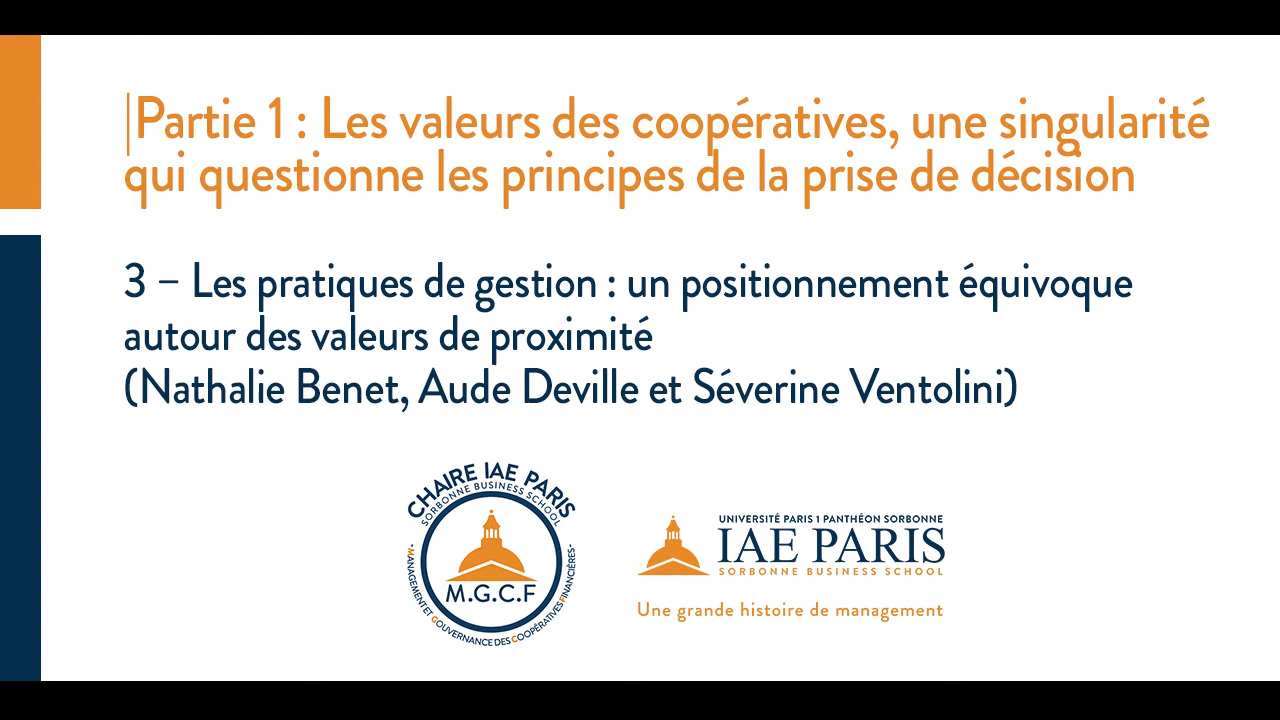 Partie 1 : Les valeurs des coopératives, une singularité
qui questionne les principes de la prise de décision
3 – Les pratiques de gestion : un positionnement équivoque
autour des valeurs de proximité
(Nathalie Benet, Aude Deville et Séverine Ventolini)
CHAIRE IAE PARIS
SORBONNE BUSINESS SCHOOL
M.G.C.F
-MANAGEMENT ET GOUVERNANCE DES COOPÉRATIVES FINANCIÈRES-
UNIVERSITÉ PARIS 1 PANTHÉON SORBONNE
IAE PARIS
SORBONNE BUSINESS SCHOOL
Une grande histoire de management